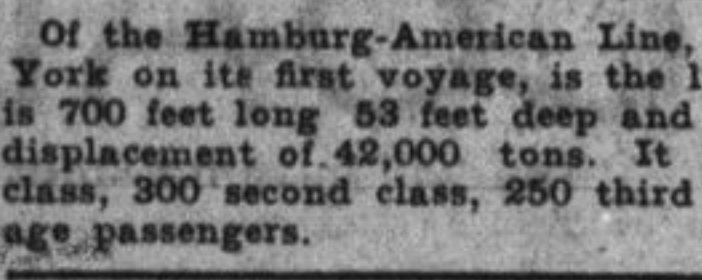 Of the Hamburg-American Line,
York on its first voyage, is the l
is 700 feet long 53 feet deep and
displacement of 42,000 tons. It
class, 300 second class, 250 third
age passengers.